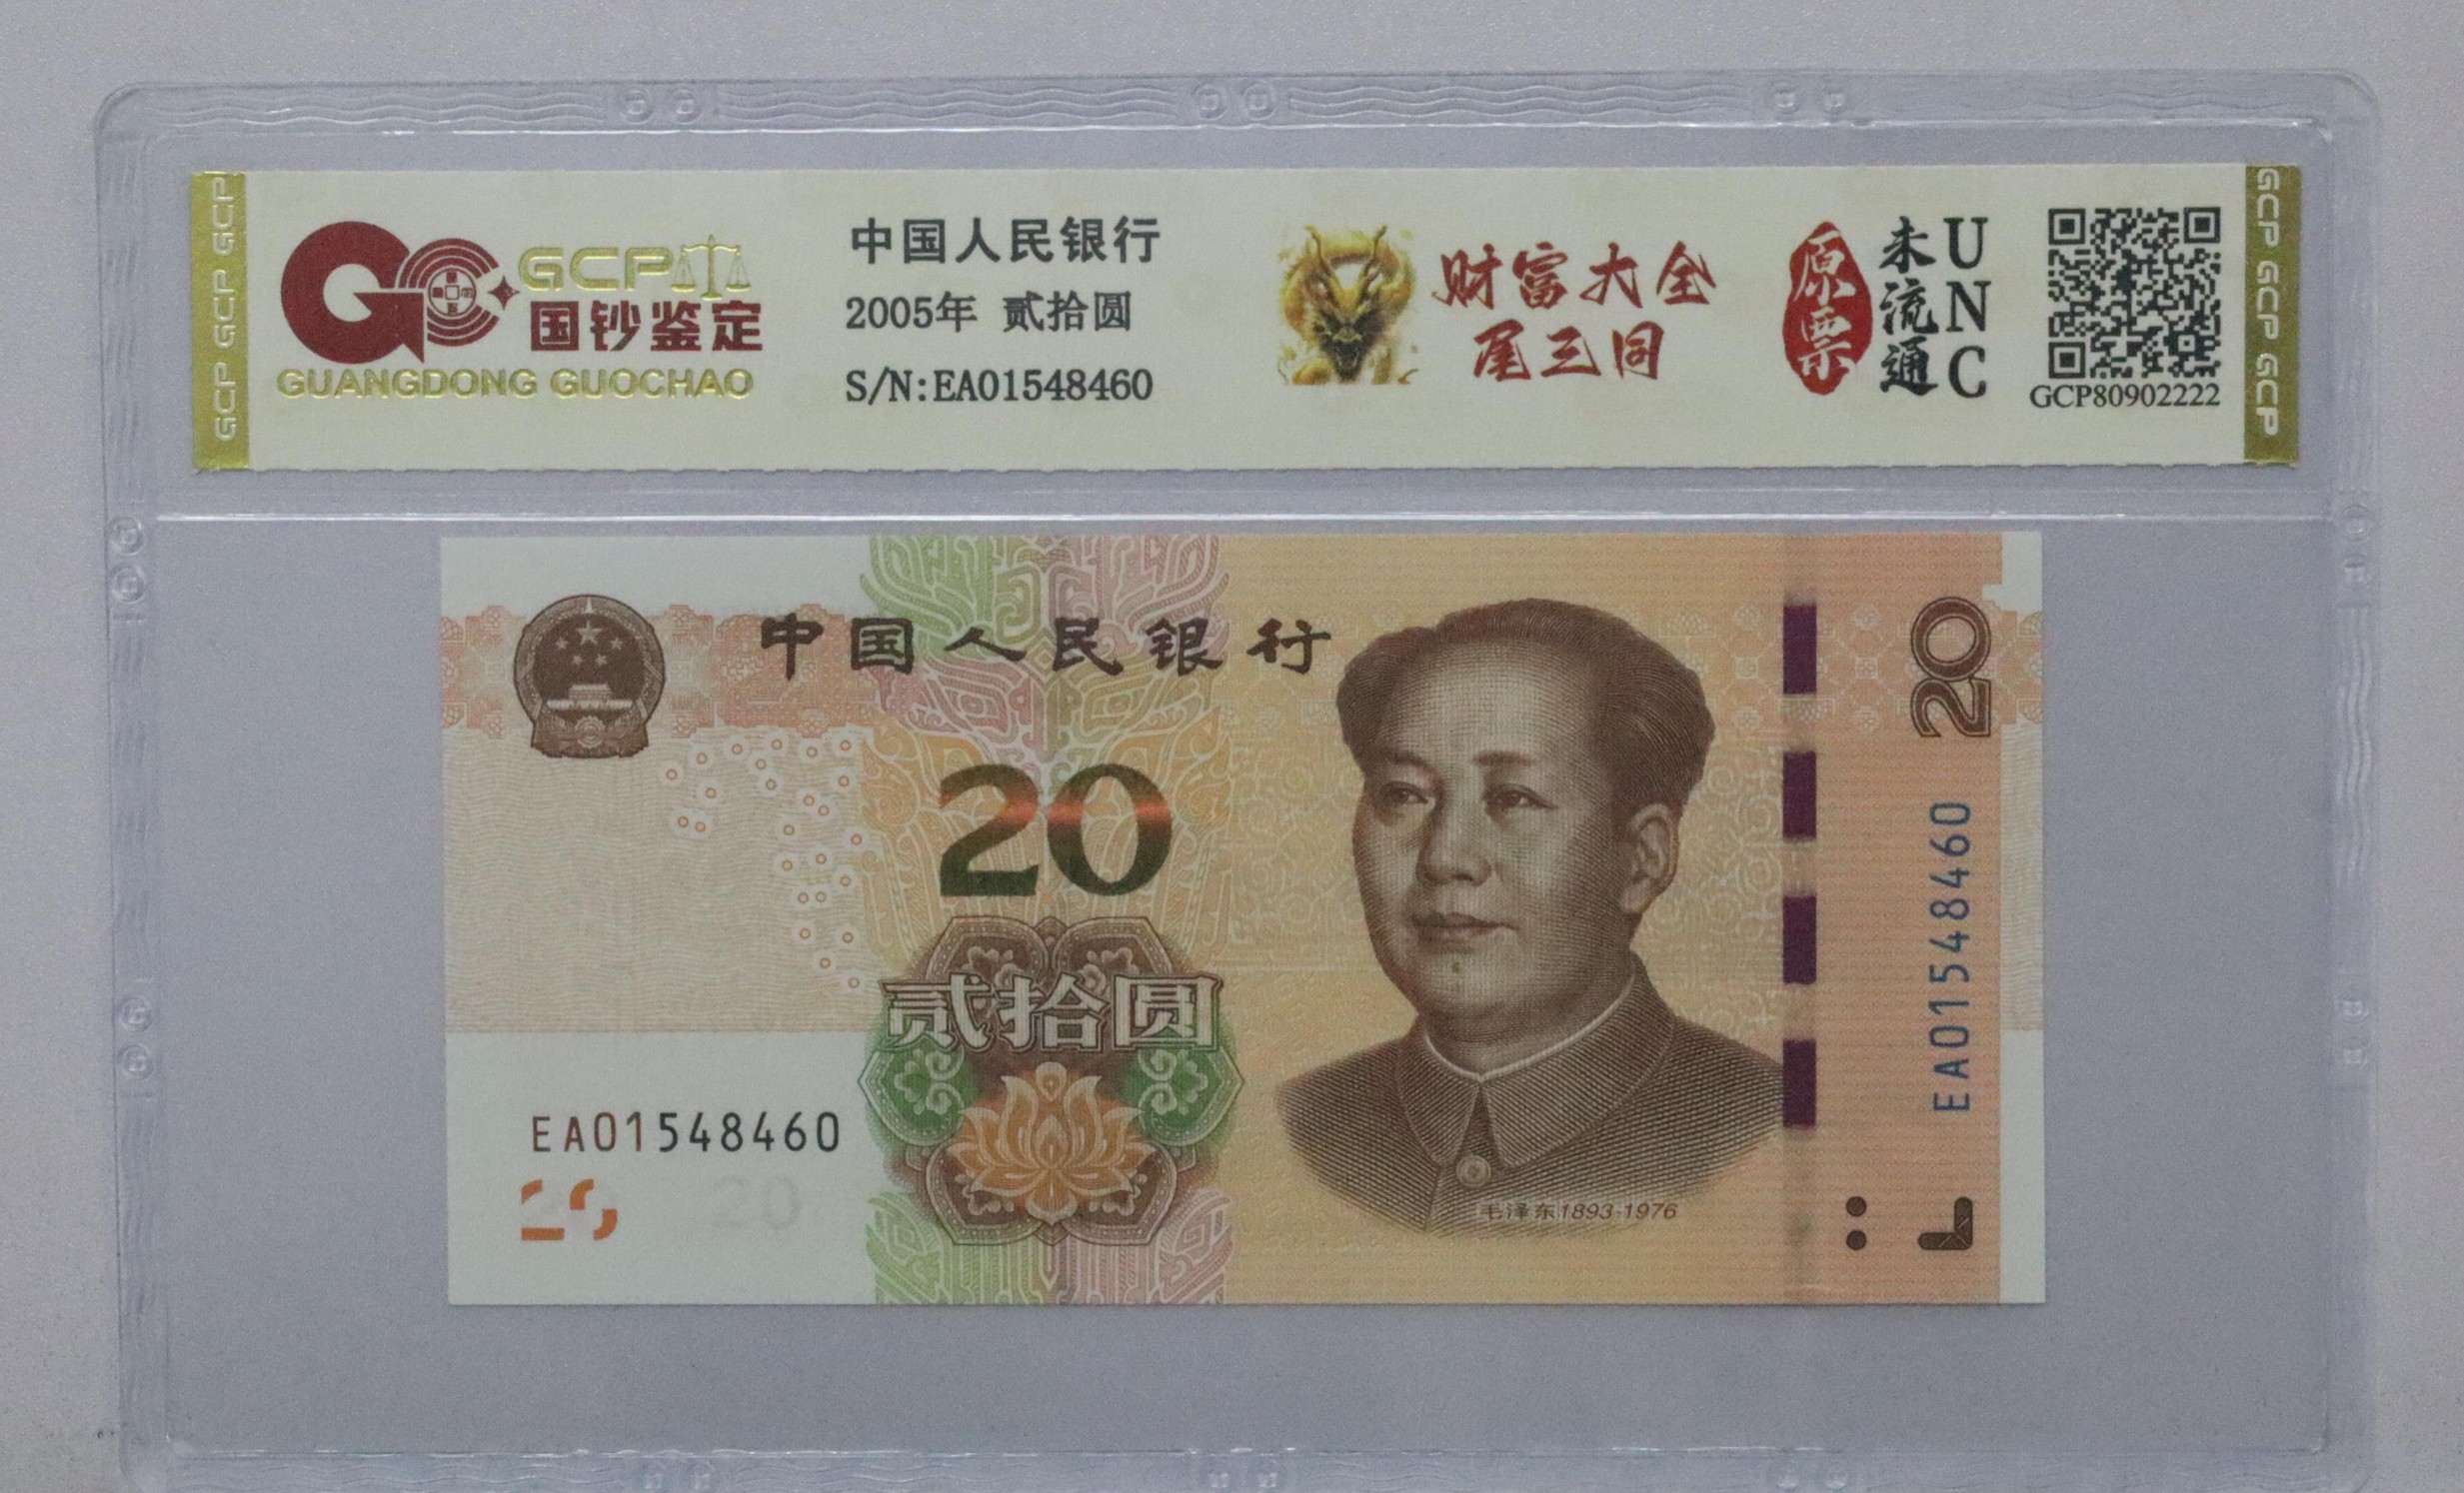 GCP GCP GCP
GCP
国钞鉴定
GUANGDONG GUOCHAO
中国人民银行
2005年 贰拾圆
S/N:EA01548460
财富大全
尾三同
原票
未流通
UNC
GCP80902222
GCP GCP GCP
中国人民银行
20
20
贰拾圆
EA01548460
EA01548460
20
毛泽东1893-1976